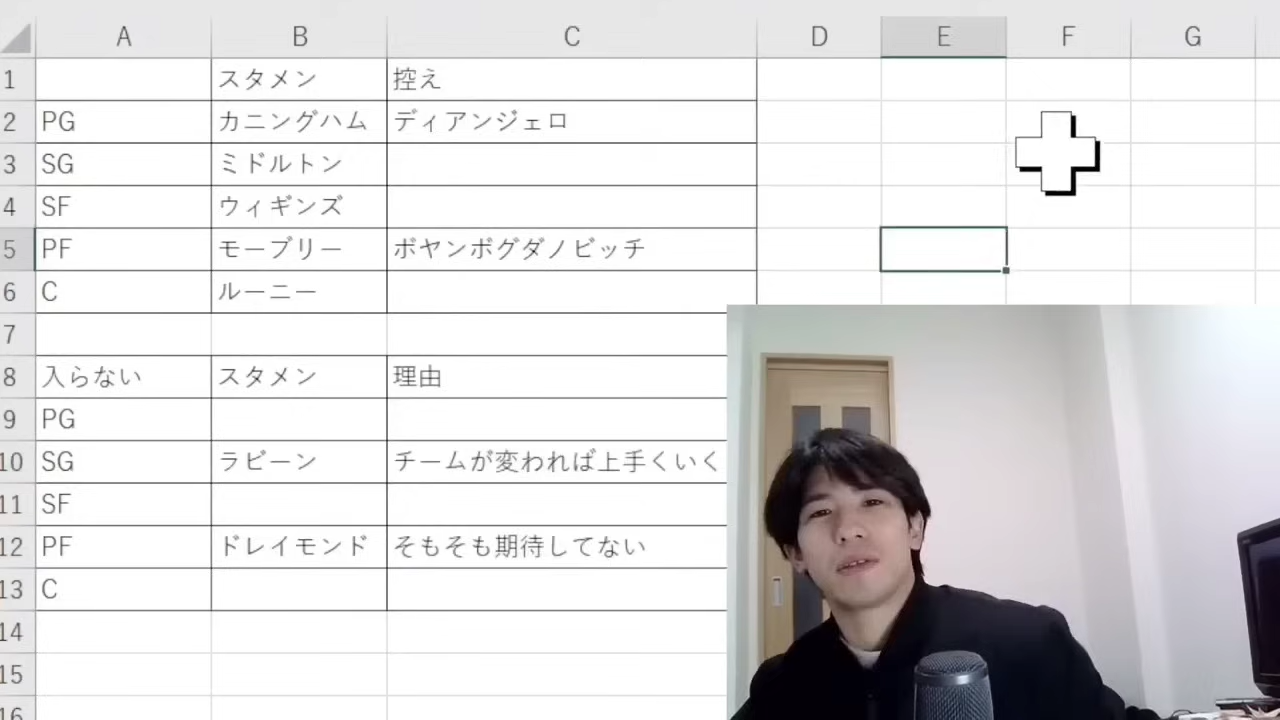 A B C D E F G
1 スタメン 控え
2 PG カニングハム ディアンジェロ
3 SG ミドルトン
4 SF ウィギンズ
5 PF モーブリー ボヤンボグダノビッチ
6 C ルーニー
7
8 入らない スタメン 理由
9 PG
10 SG ラビーン チームが変われば上手くいく
11 SF
12 PF ドレイモンド そもそも期待してない
13 C
14
15
16